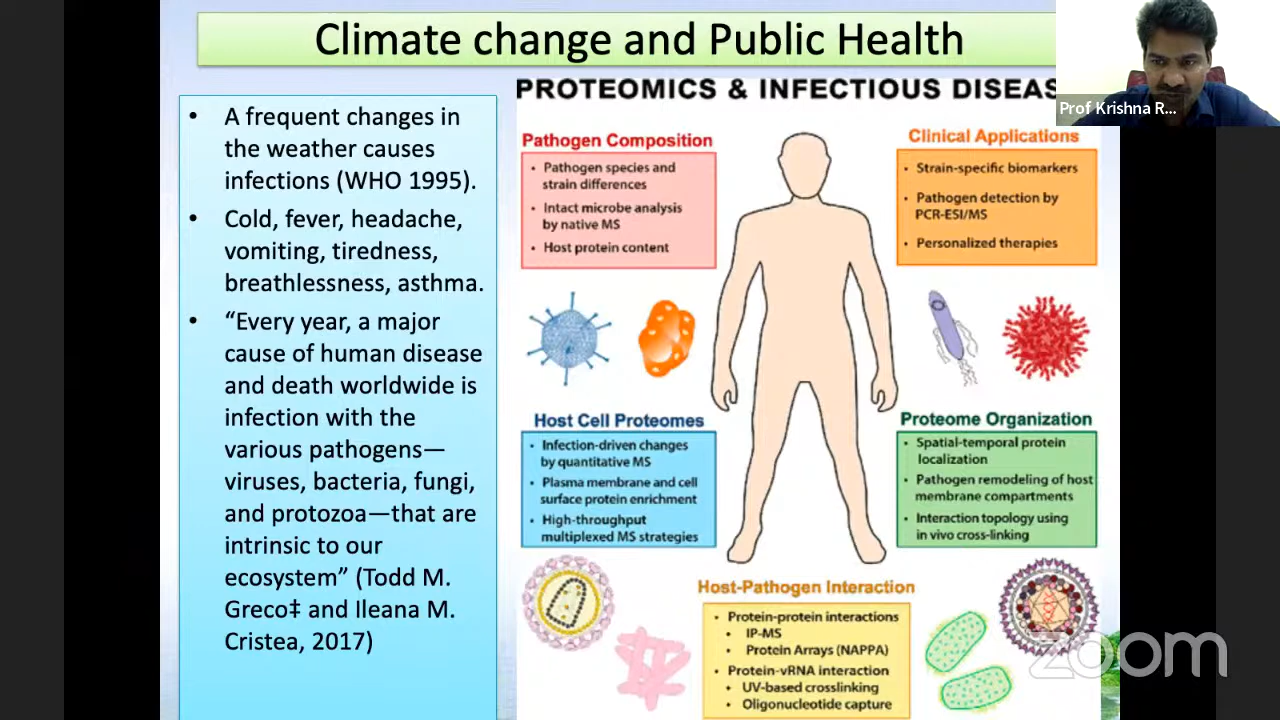 Climate change and Public Health
Prof Krishna R...
• A frequent changes in
the weather causes
infections (WHO 1995).
• Cold, fever, headache,
vomiting, tiredness,
breathlessness, asthma.
• “Every year, a major
cause of human disease
and death worldwide is
infection with the
various pathogens—
viruses, bacteria, fungi,
and protozoa—that are
intrinsic to our
ecosystem” (Todd M.
Greco‡ and Ileana M.
Cristea, 2017)
PROTEOMICS & INFECTIOUS DISEAS
Pathogen Composition
• Pathogen species and
strain differences
• Intact microbe analysis
by native MS
• Host protein content
Clinical Applications
• Strain-specific biomarkers
• Pathogen detection by
PCR-ESI/MS
• Personalized therapies
Host Cell Proteomes
• Infection-driven changes
by quantitative MS
• Plasma membrane and cell
surface protein enrichment
• High-throughput
multiplexed MS strategies
Proteome Organization
• Spatial-temporal protein
localization
• Pathogen remodeling of host
membrane compartments
• Interaction topology using
in vivo cross-linking
Host-Pathogen Interaction
• Protein-protein interactions
• IP-MS
• Protein Arrays (NAPPA)
• Protein-vRNA interaction
• UV-based crosslinking
• Oligonucleotide capture
zoom